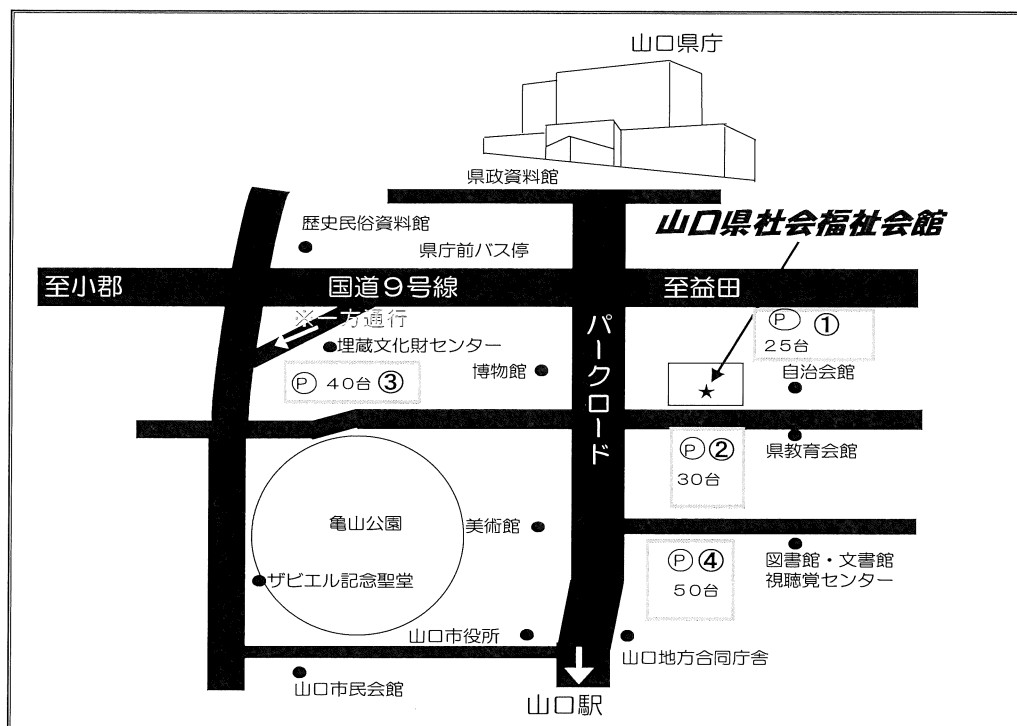 山口県庁
県政資料館
山口県社会福祉会館
歴史民俗資料館
県庁前バス停
至小郡
国道9号線
至益田
※一方通行
パークロード
P ①
25台
埋蔵文化財センター
博物館
自治会館
P 40台 ③
P ②
30台
県教育会館
亀山公園
美術館
P ④
50台
図書館・文書館
視聴覚センター
ザビエル記念聖堂
山口市役所
山口地方合同庁舎
山口市民会館
山口駅